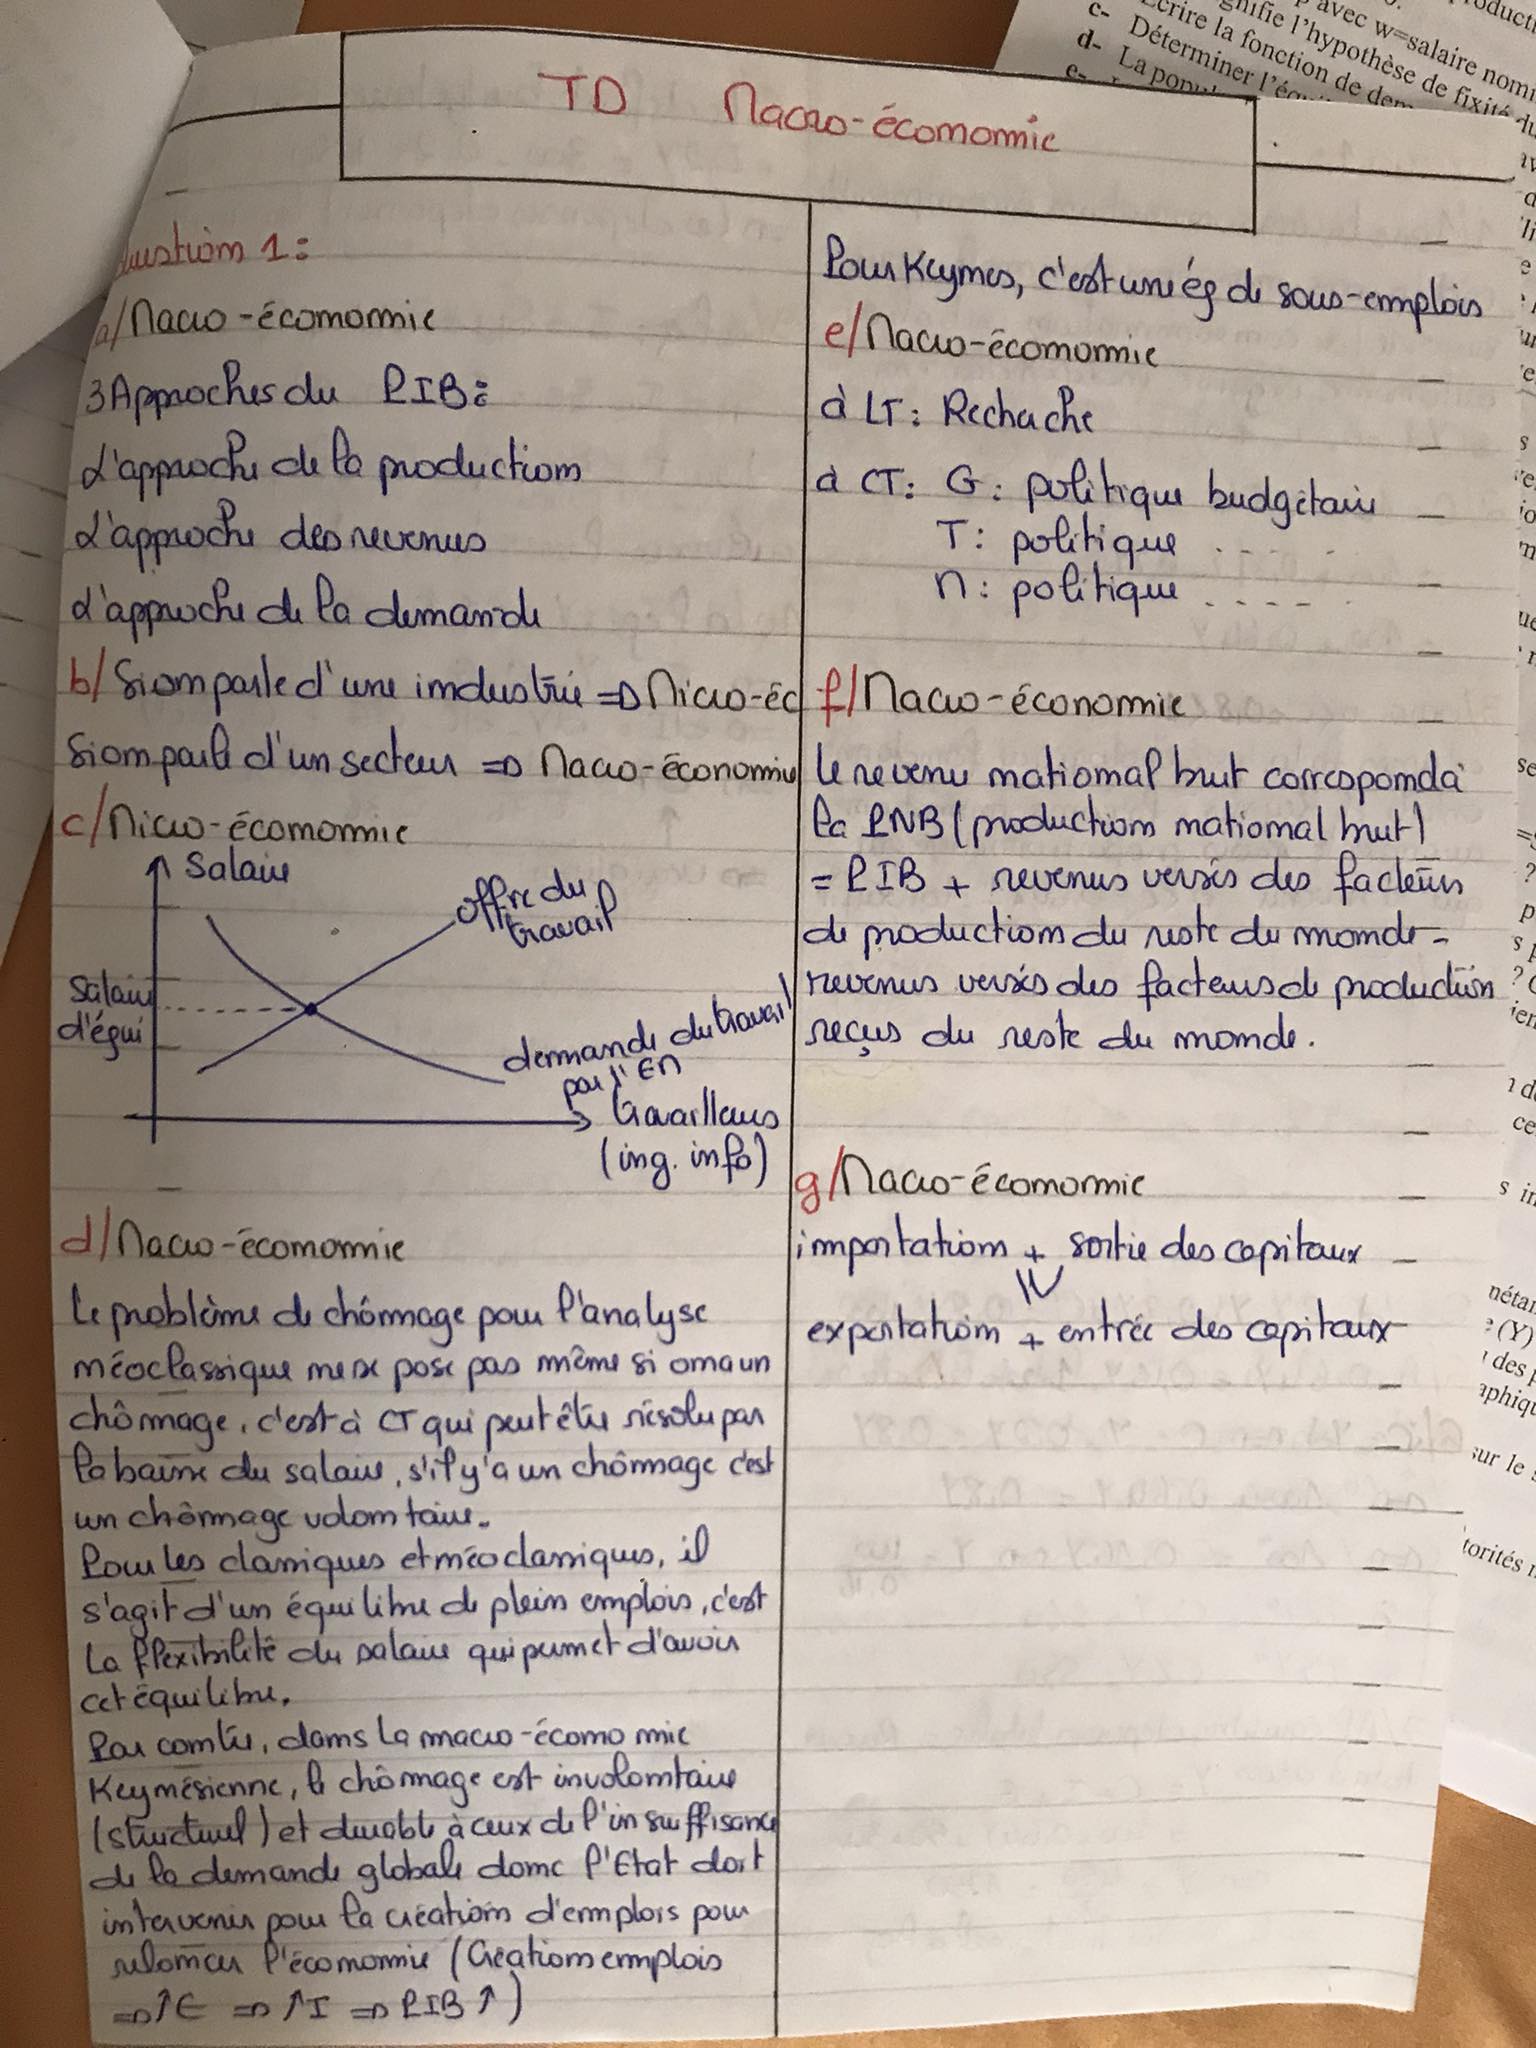 TD Macro-économie
Question 1:
a/ Macro-économie
3 Approches du PIB:
L'approche de la production
L'approche des revenus
L'approche de la demande
b/ Si on parle d'une industrie => Micro-éc
Si on parle d'un secteur => Macro-économie
c/ Micro-économie
Salaire
offre du
travail
Salaire
d'équi
demande du travail
par l'En
travailleurs
(ing. info)
d/ Macro-économie
Le problème de chômage pour l'analyse
néoclassique ne se pose pas même si on a un
chômage, c'est à CT qui peut être résolu par
la baisse du salaire, s'il y'a un chômage c'est
un chômage volontaire.
Pour les classiques et néoclassiques, il
s'agit d'un équilibre de plein emplois, c'est
la flexibilité du salaire qui permet d'avoir
cet équilibre.
Par contre, dans la macro-économie
Keynésienne, le chômage est involontaire
(structurel) et durable à ceux de l'insuffisance
de la demande globale donc l'Etat doit
intervenir pour la création d'emplois pour
relancer l'économie (Créations emplois
=> ↑C => ↑I => PIB ↑)
Pour Keynes, c'est un éq de sous-emplois
e/ Macro-économie
à LT: Recherche
à CT: G: politique budgétaire
T: politique .....
M: politique .....
f/ Macro-économie
le revenu national brut correspond à
la PNB (production national brut)
= PIB + revenus versés des facteurs
de production du reste du monde -
revenus versés des facteurs de production
reçus du reste du monde.
g/ Macro-économie
importation + sortie des capitaux
exportation + entrée des capitaux
avec w=salaire nomi
gnifie l'hypothèse de fixité du
c- Ecrire la fonction de dem
d- Déterminer l'équ
e- La popul
nétai
(Y)
des p
aphiqu
sur le s
torités m